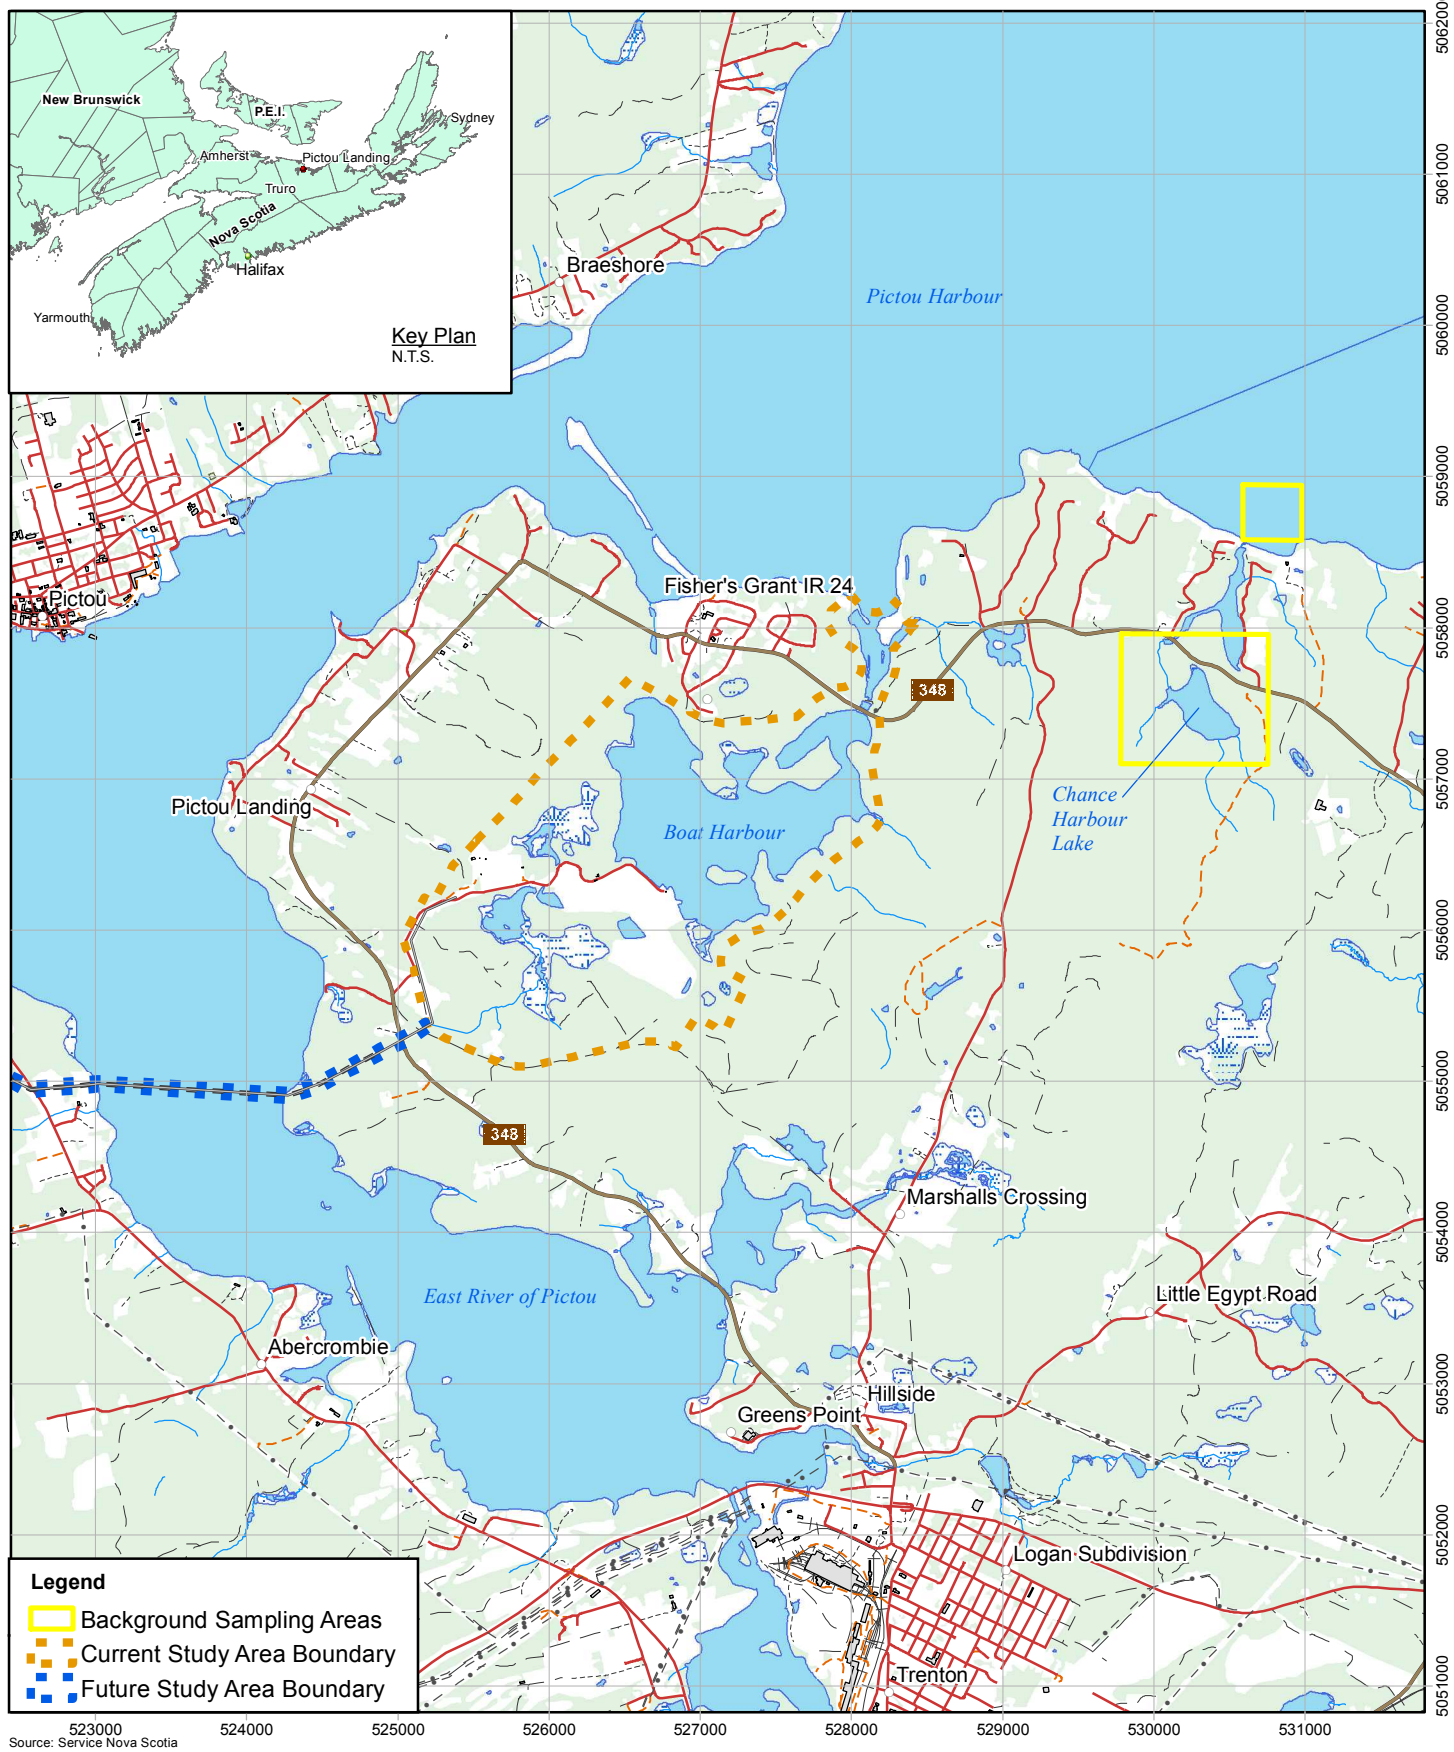 New Brunswick
P.E.I.
Sydney
Amherst
Pictou Landing
Truro
Nova Scotia
Halifax
Yarmouth
Key Plan
N.T.S.
Braeshore
Pictou Harbour
Pictou
Fisher's Grant IR 24
348
Pictou Landing
Boat Harbour
Chance
Harbour
Lake
348
Marshalls Crossing
East River of Pictou
Little Egypt Road
Abercrombie
Hillside
Greens Point
Logan Subdivision
Trenton
Legend
Background Sampling Areas
Current Study Area Boundary
Future Study Area Boundary
5062000
5061000
5060000
5059000
5058000
5057000
5056000
5055000
5054000
5053000
5052000
5051000
523000 524000 525000 526000 527000 528000 529000 530000 531000
Source: Service Nova Scotia